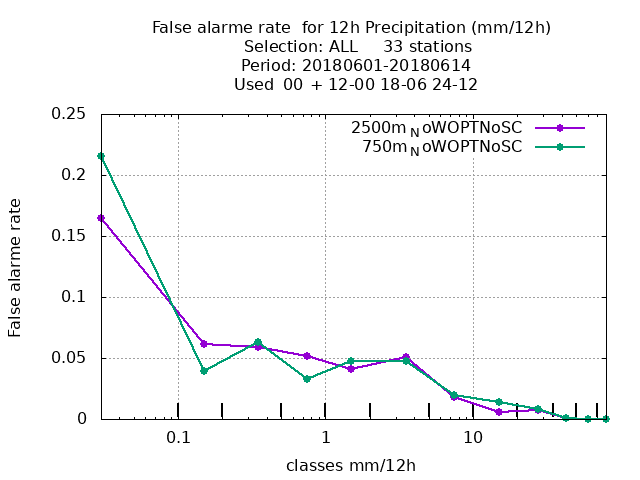 False alarme rate  for 12h Precipitation (mm/12h)
Selection: ALL     33 stations
Period: 20180601-20180614
Used  00  + 12-00 18-06 24-12
0.25
2500m_NoWOPTNoSC
750m_NoWOPTNoSC
0.2
0.15
0.1
0.05
0
False alarme rate
0.1 1 10
classes mm/12h